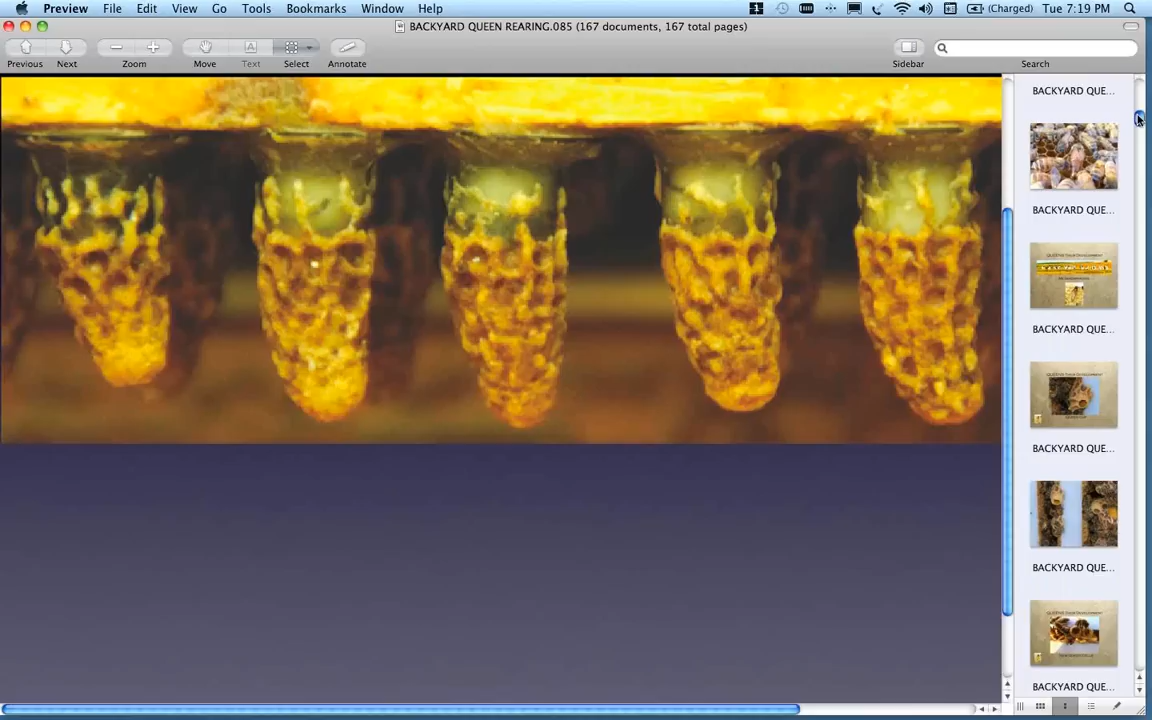 Preview File Edit View Go Tools Bookmarks Window Help 1 (Charged) Tue 7:19 PM
BACKYARD QUEEN REARING.085 (167 documents, 167 total pages)
Previous Next Zoom Move Text Select Annotate Sidebar Search
BACKYARD QUE...
BACKYARD QUE...
BACKYARD QUE...
BACKYARD QUE...
BACKYARD QUE...
BACKYARD QUE...